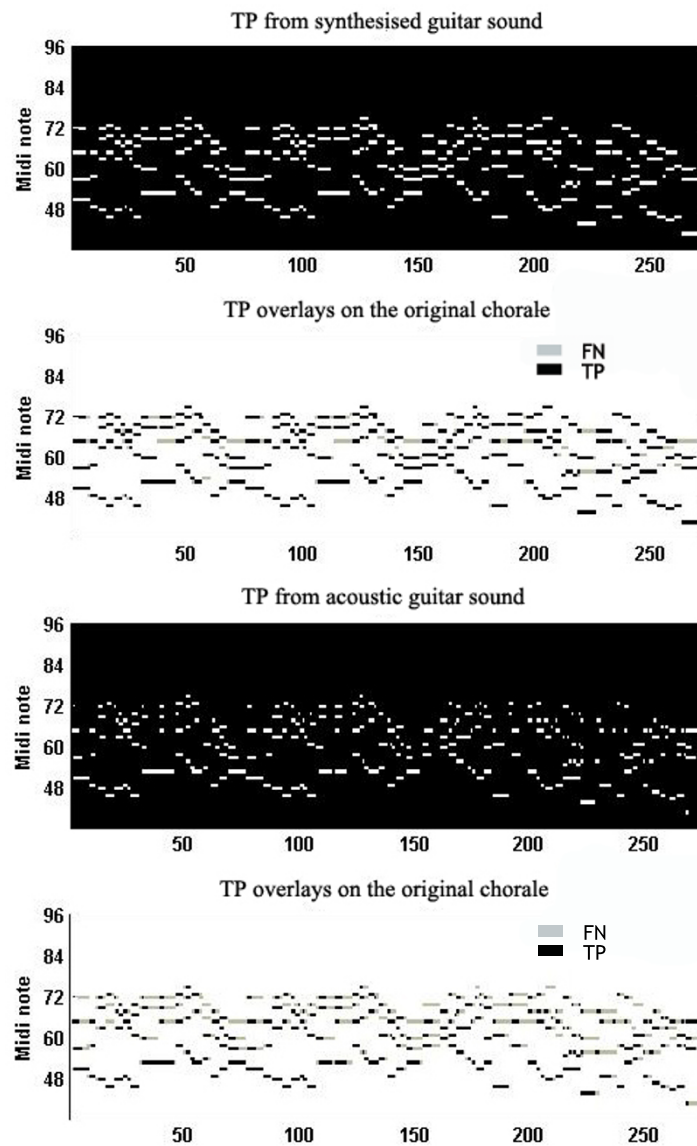 TP from synthesised guitar sound
96
84
72
60
48
Midi note
50 100 150 200 250
TP overlays on the original chorale
96
84
72
60
48
Midi note
FN
TP
50 100 150 200 250
TP from acoustic guitar sound
96
84
72
60
48
Midi note
50 100 150 200 250
TP overlays on the original chorale
96
84
72
60
48
Midi note
FN
TP
50 100 150 200 250